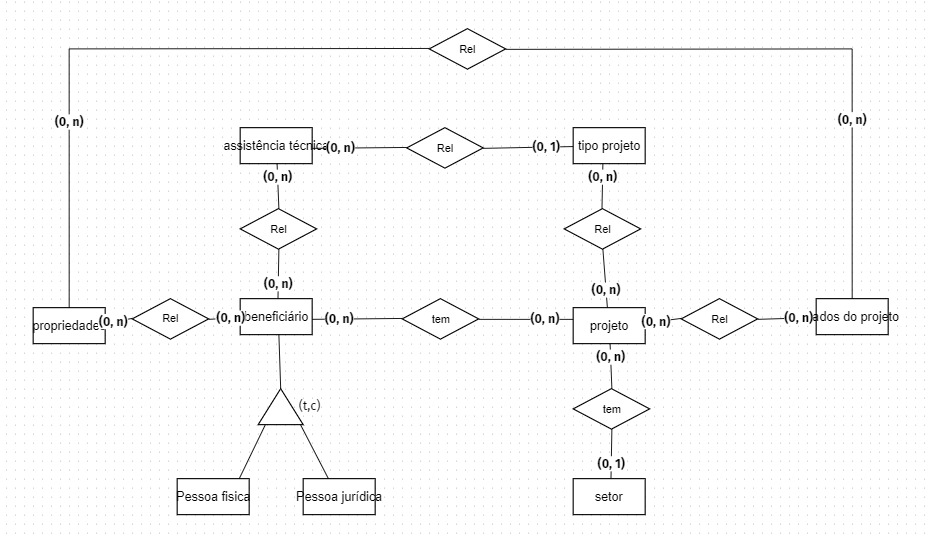 Rel
(0, n)
(0, n)
assistência técnica
(0, n)
Rel
(0, 1)
tipo projeto
(0, n)
(0, n)
Rel
Rel
(0, n)
(0, n)
propriedade
(0, n)
Rel
(0, n)
beneficiário
(0, n)
tem
(0, n)
projeto
(0, n)
Rel
(0, n)
ados do projeto
(0, n)
(t,c)
tem
(0, 1)
Pessoa fisica
Pessoa jurídica
setor